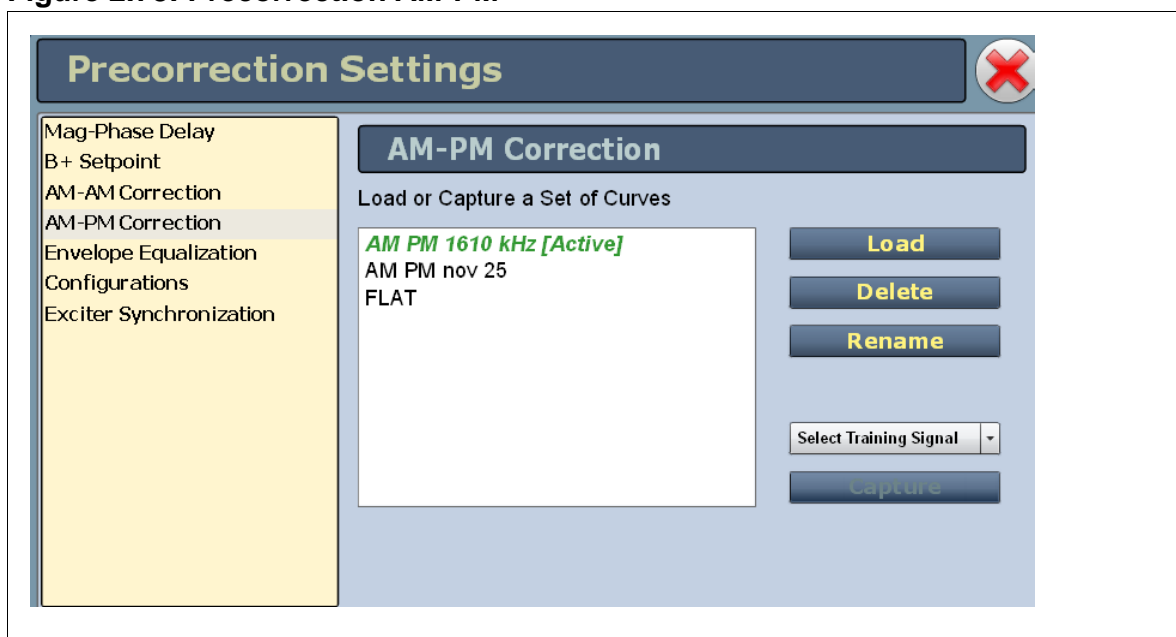 Precorrection Settings
Mag-Phase Delay
B+ Setpoint
AM-AM Correction
AM-PM Correction
Envelope Equalization
Configurations
Exciter Synchronization
AM-PM Correction
Load or Capture a Set of Curves
AM PM 1610 kHz [Active]
AM PM nov 25
FLAT
Load
Delete
Rename
Select Training Signal
Capture